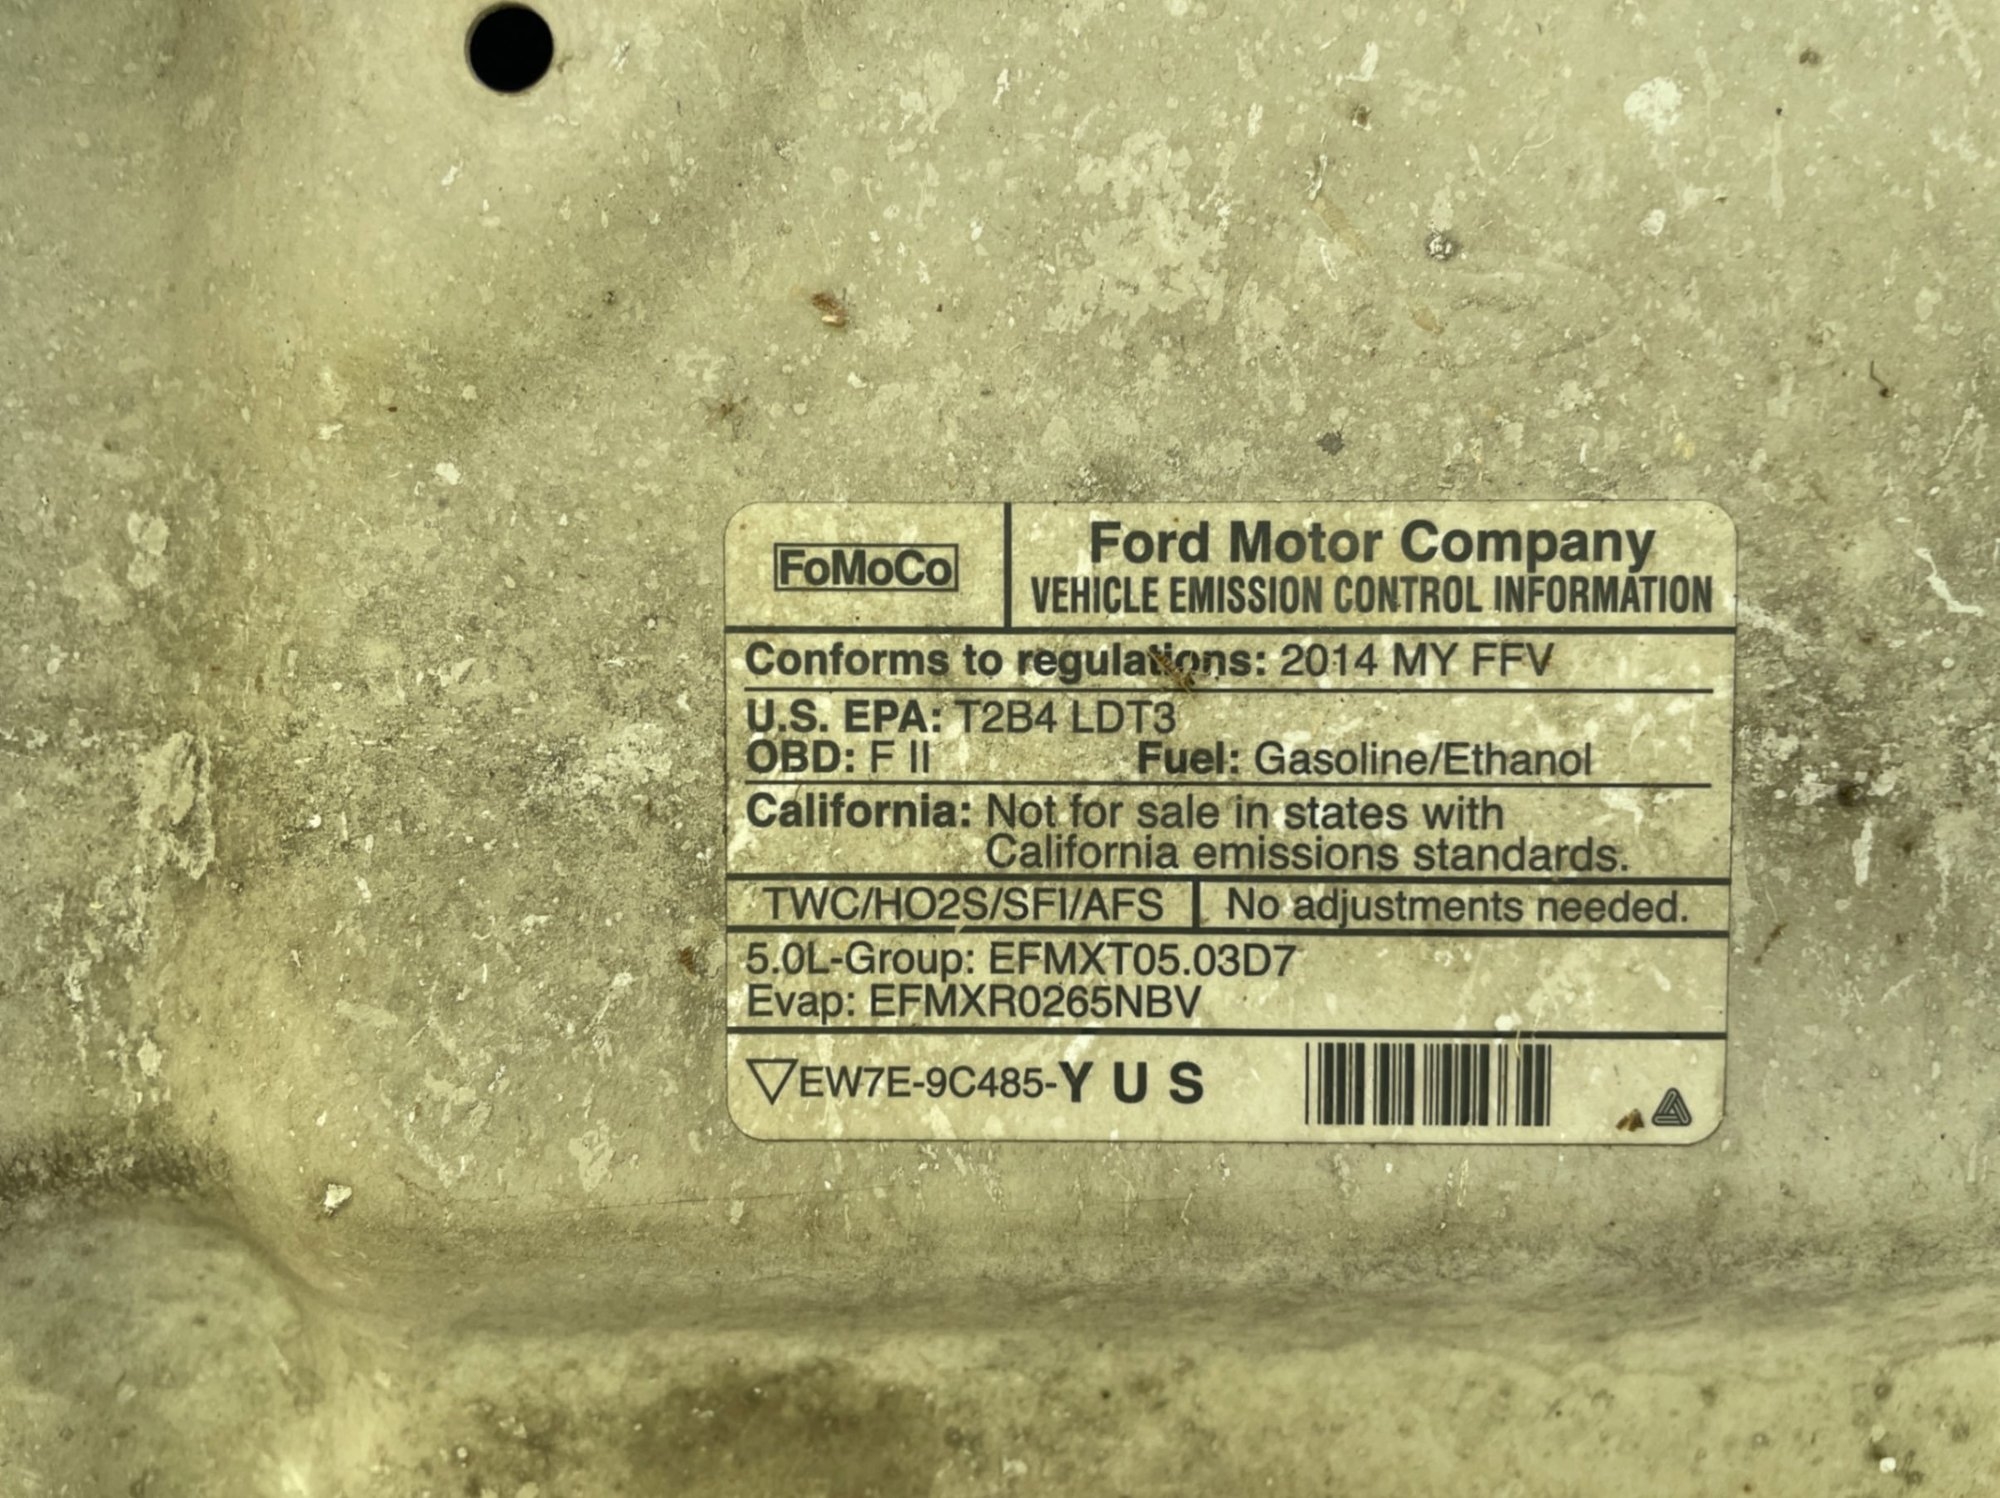 FoMoCo
Ford Motor Company
VEHICLE EMISSION CONTROL INFORMATION
Conforms to regulations: 2014 MY FFV
U.S. EPA: T2B4 LDT3
OBD: F II Fuel: Gasoline/Ethanol
California: Not for sale in states with
California emissions standards.
TWC/HO2S/SFI/AFS No adjustments needed.
5.0L-Group: EFMXT05.03D7
Evap: EFMXR0265NBV
EW7E-9C485-Y U S